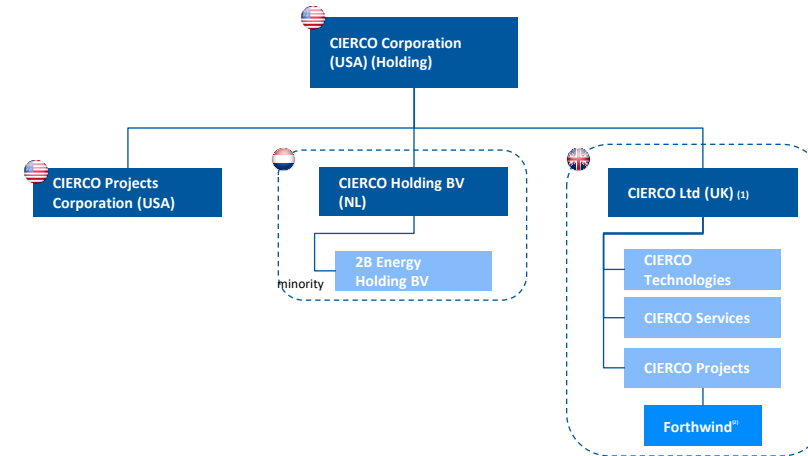 CIERCO Corporation
(USA) (Holding)
CIERCO Projects
Corporation (USA)
CIERCO Holding BV
(NL)
CIERCO Ltd (UK) (1)
2B Energy
Holding BV
minority
CIERCO
Technologies
CIERCO Services
CIERCO Projects
Forthwind(2)